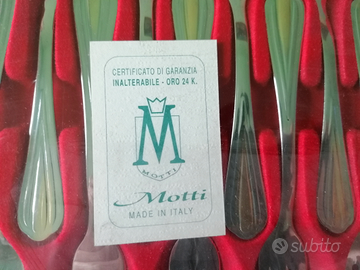 CERTIFICATO DI GARANZIA
INALTERABILE - ORO 24 K.
M
MOTTI
Motti
MADE IN ITALY
subito